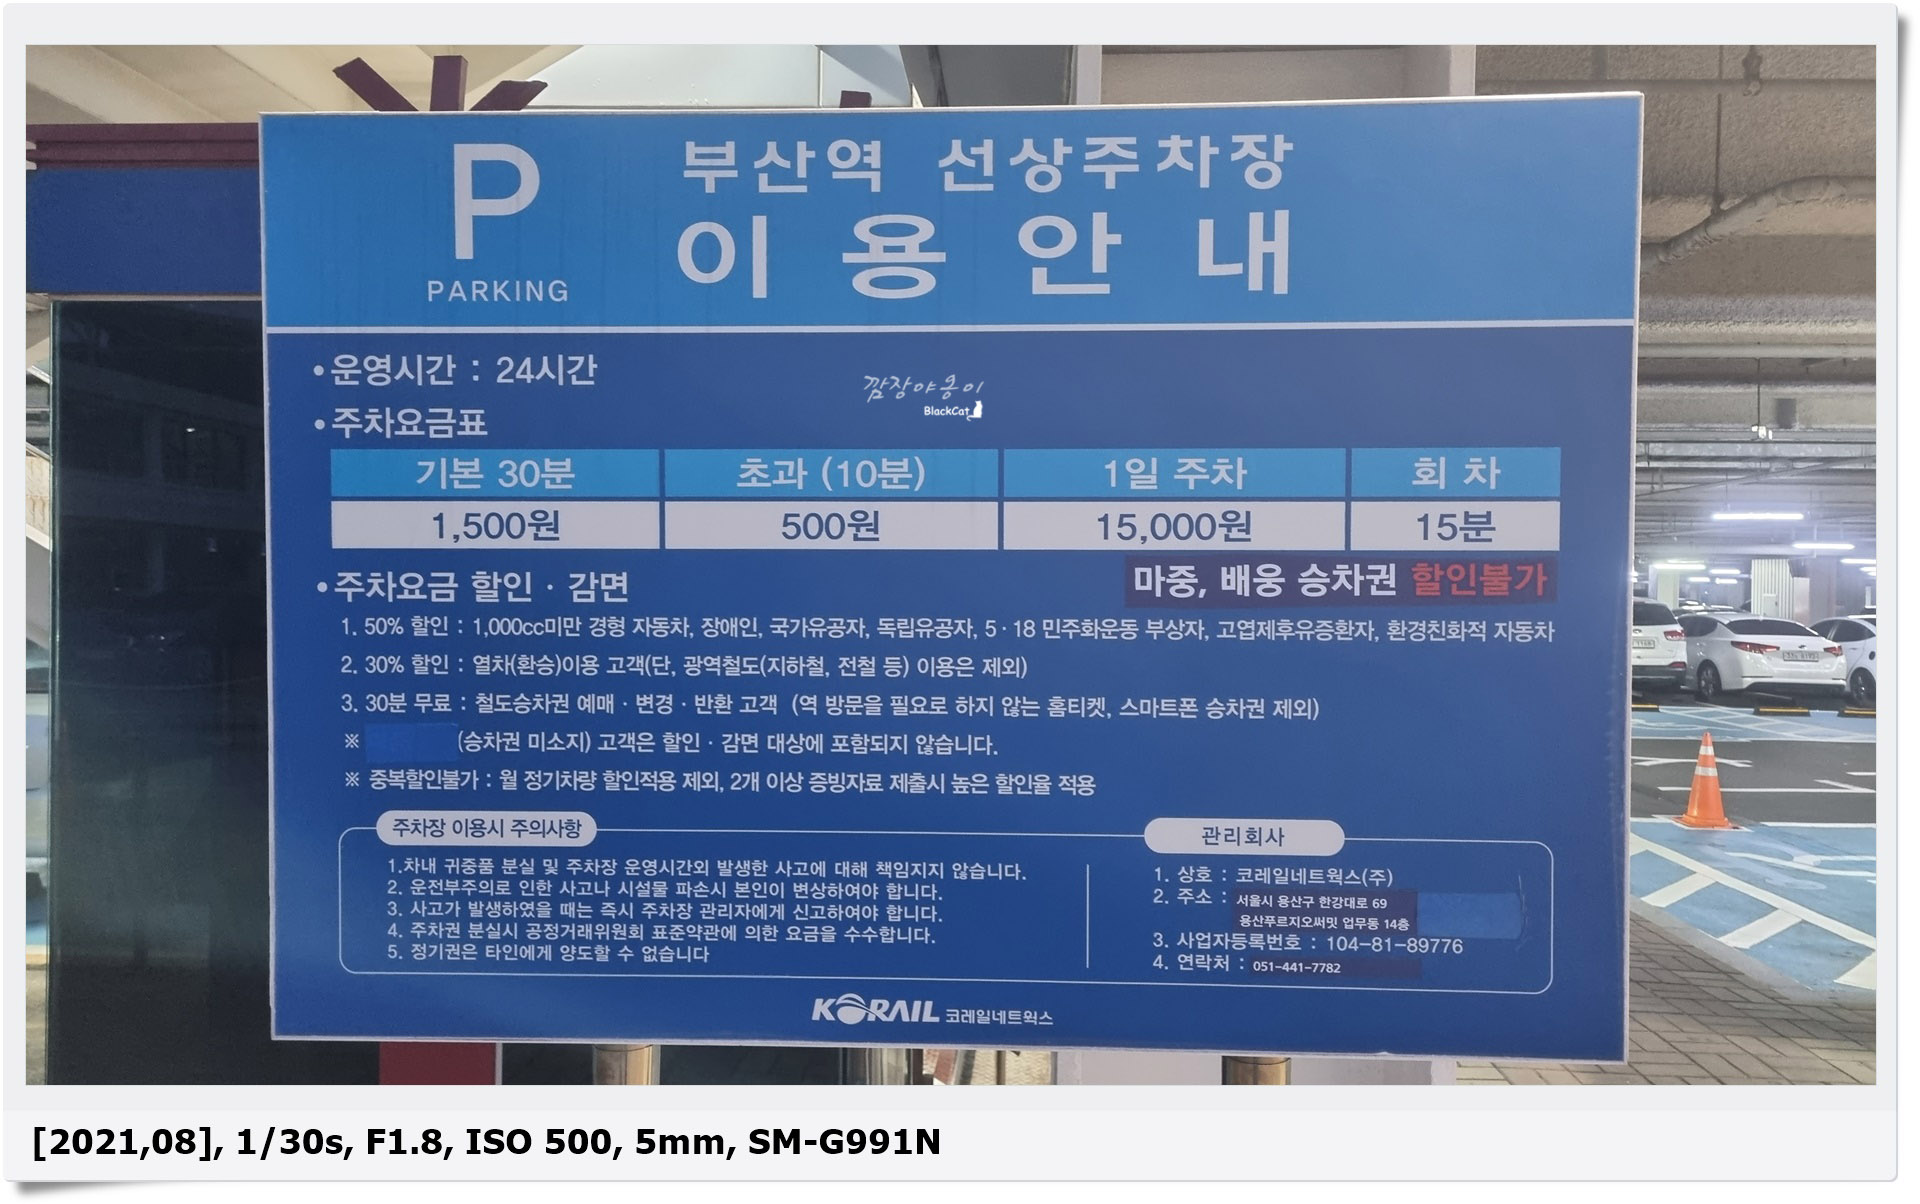 P
PARKING
부산역 선상주차장
이용안내
•운영시간 : 24시간
깜장야옹이
BlackCat
•주차요금표
기본 30분 초과 (10분) 1일 주차 회 차
1,500원 500원 15,000원 15분
마중, 배웅 승차권 할인불가
•주차요금 할인 · 감면
1. 50% 할인 : 1,000cc미만 경형 자동차, 장애인, 국가유공자, 독립유공자, 5 · 18 민주화운동 부상자, 고엽제후유증환자, 환경친화적 자동차
2. 30% 할인 : 열차(환승)이용 고객(단, 광역철도(지하철, 전철 등) 이용은 제외)
3. 30분 무료 : 철도승차권 예매 · 변경 · 반환 고객 (역 방문을 필요로 하지 않는 홈티켓, 스마트폰 승차권 제외)
※ (승차권 미소지) 고객은 할인 · 감면 대상에 포함되지 않습니다.
※ 중복할인불가 : 월 정기차량 할인적용 제외, 2개 이상 증빙자료 제출시 높은 할인율 적용
주차장 이용시 주의사항
1.차내 귀중품 분실 및 주차장 운영시간외 발생한 사고에 대해 책임지지 않습니다.
2. 운전부주의로 인한 사고나 시설물 파손시 본인이 변상하여야 합니다.
3. 사고가 발생하였을 때는 즉시 주차장 관리자에게 신고하여야 합니다.
4. 주차권 분실시 공정거래위원회 표준약관에 의한 요금을 수수합니다.
5. 정기권은 타인에게 양도할 수 없습니다
관리회사
1. 상호 : 코레일네트웍스(주)
2. 주소 : 서울시 용산구 한강대로 69
용산푸르지오써밋 업무동 14층
3. 사업자등록번호 : 104-81-89776
4. 연락처 : 051-441-7782
KORAIL 코레일네트웍스
[2021,08], 1/30s, F1.8, ISO 500, 5mm, SM-G991N